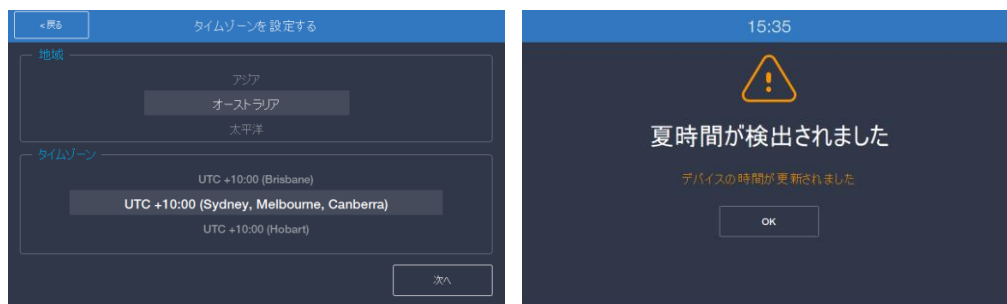 <戻る
タイムゾーンを設定する
地域
アジア
オーストラリア
太平洋
タイムゾーン
UTC +10:00 (Brisbane)
UTC +10:00 (Sydney, Melbourne, Canberra)
UTC +10:00 (Hobart)
次へ
15:35
夏時間が検出されました
デバイスの時間が更新されました
OK